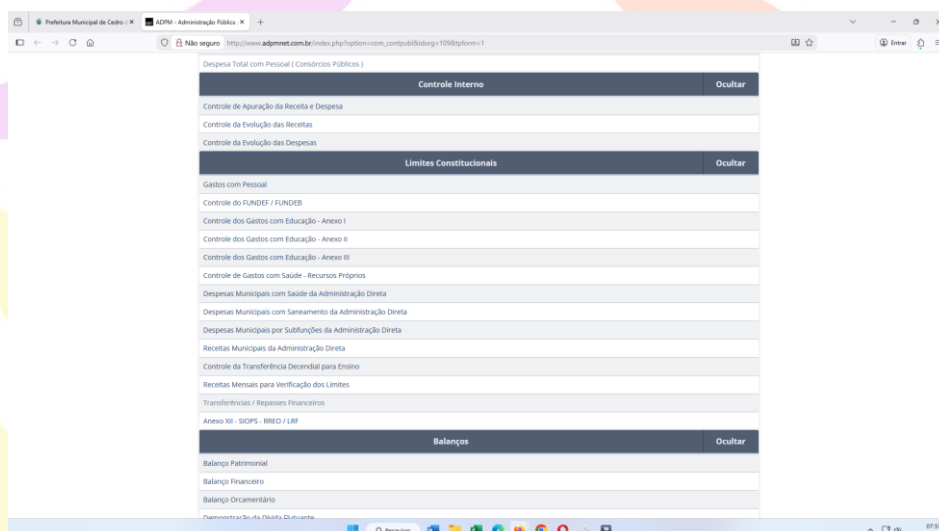 Prefeitura Municipal de Cedro
ADPM - Administração Pública
Não seguro http://www.adpmnet.com.br/index.php?option=com_contpubl&idorg=109&tpform=1
Entrar
Despesa Total com Pessoal ( Consórcios Públicos )
Controle Interno Ocultar
Controle de Apuração da Receita e Despesa
Controle da Evolução das Receitas
Controle da Evolução das Despesas
Limites Constitucionais Ocultar
Gastos com Pessoal
Controle do FUNDEF / FUNDEB
Controle dos Gastos com Educação - Anexo I
Controle dos Gastos com Educação - Anexo II
Controle dos Gastos com Educação - Anexo III
Controle de Gastos com Saúde - Recursos Próprios
Despesas Municipais com Saúde da Administração Direta
Despesas Municipais com Saneamento da Administração Direta
Despesas Municipais por Subfunções da Administração Direta
Receitas Municipais da Administração Direta
Controle da Transferência Decendial para Ensino
Receitas Mensais para Verificação dos Limites
Transferências / Repasses Financeiros
Anexo XII - SIOPS - RREO / LRF
Balanços Ocultar
Balanço Patrimonial
Balanço Financeiro
Balanço Orcamentário
Demonstração da Dívida Flutuante
Pesquisar